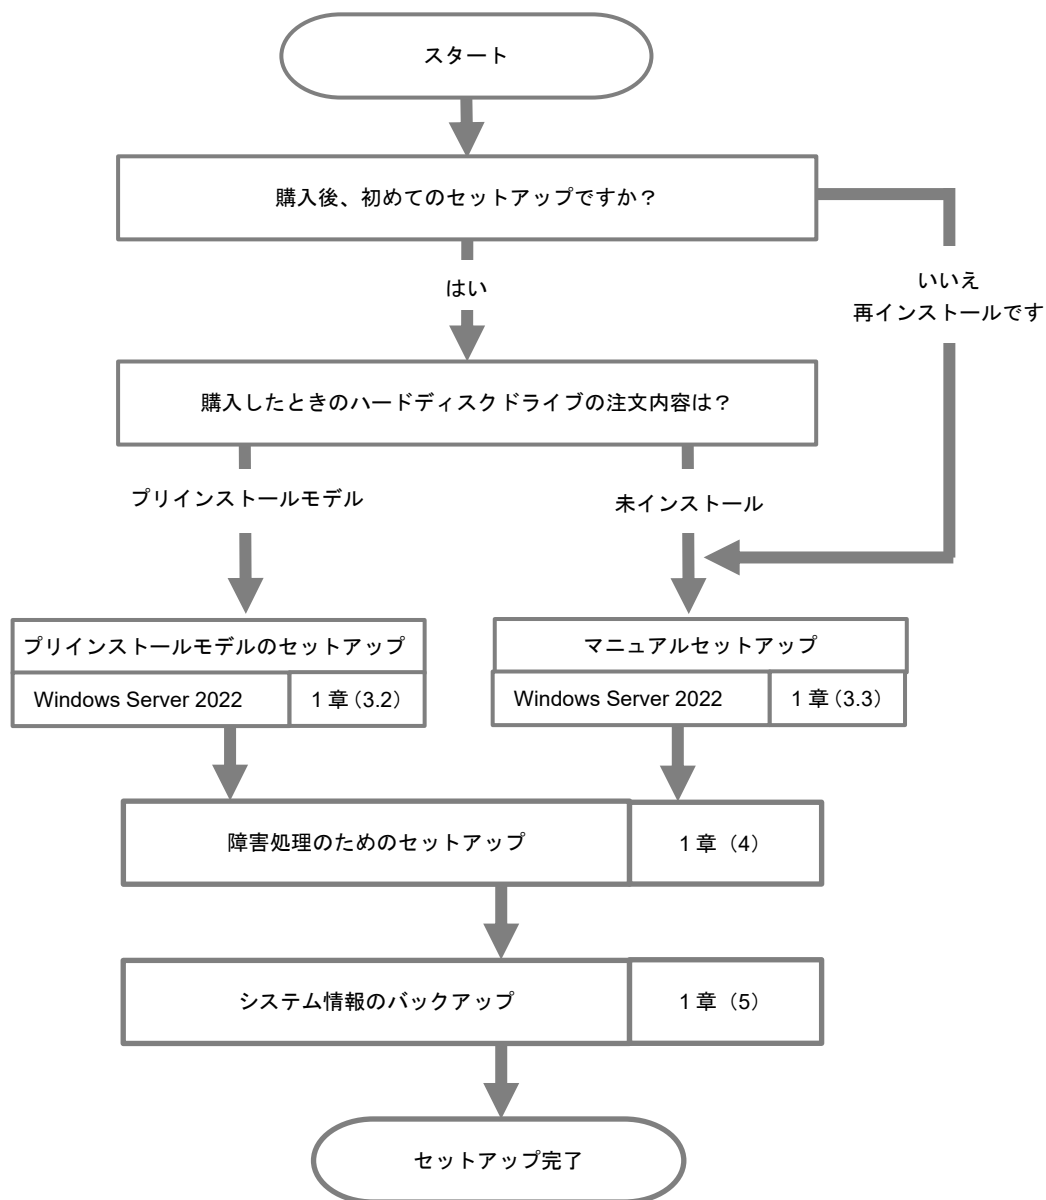 スタート
購入後、初めてのセットアップですか？
はい
いいえ
再インストールです
購入したときのハードディスクドライブの注文内容は？
プリインストールモデル
未インストール
プリインストールモデルのセットアップ
Windows Server 2022
1 章（3.2）
マニュアルセットアップ
Windows Server 2022
1 章（3.3）
障害処理のためのセットアップ
1 章（4）
システム情報のバックアップ
1 章（5）
セットアップ完了